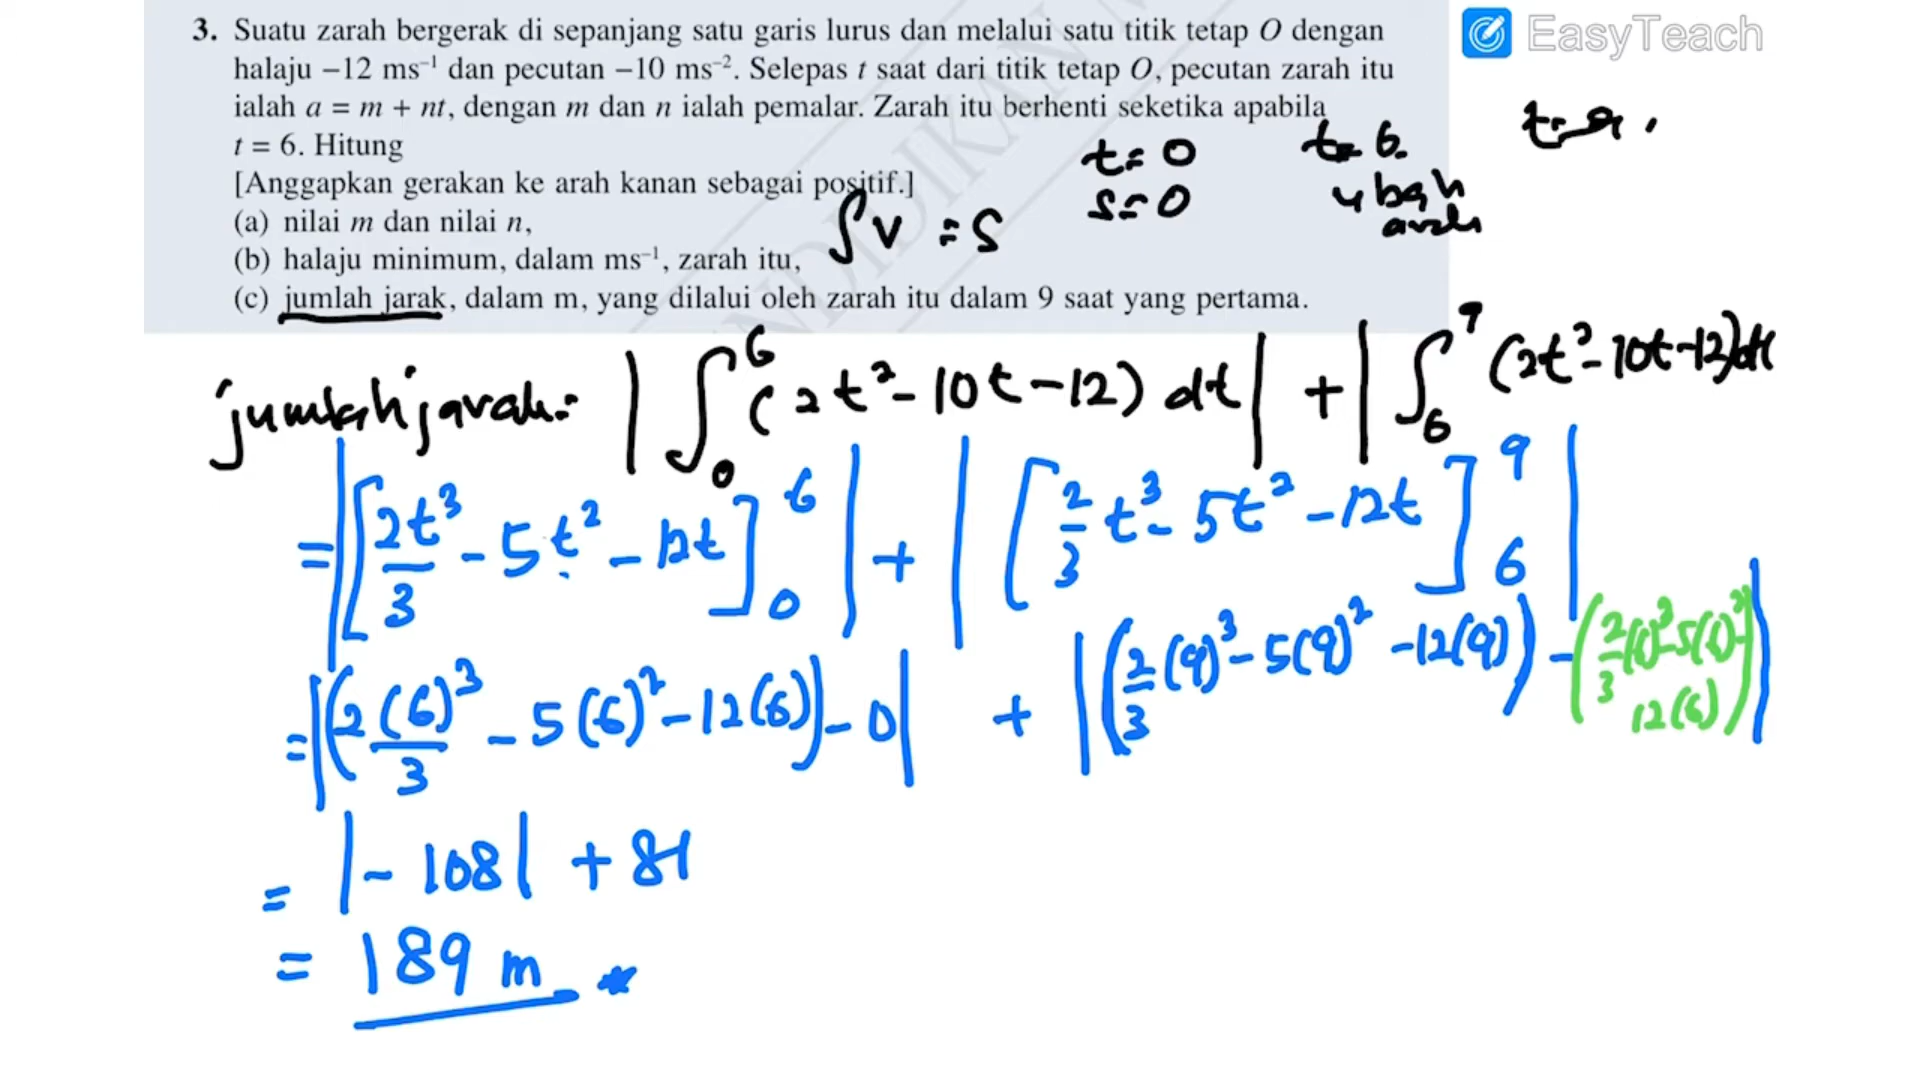 3. Suatu zarah bergerak di sepanjang satu garis lurus dan melalui satu titik tetap O dengan
halaju –12 ms⁻¹ dan pecutan –10 ms⁻². Selepas t saat dari titik tetap O, pecutan zarah itu
ialah a = m + nt, dengan m dan n ialah pemalar. Zarah itu berhenti seketika apabila
t = 6. Hitung
[Anggapkan gerakan ke arah kanan sebagai positif.]
(a) nilai m dan nilai n,
(b) halaju minimum, dalam ms⁻¹, zarah itu,
(c) jumlah jarak, dalam m, yang dilalui oleh zarah itu dalam 9 saat yang pertama.
EasyTeach
∫v = s
t=0
s=0
t=6
ubah
arah
t=9
jumlah jarak = |∫₀⁶ (2t²-10t-12) dt| + |∫₆⁹ (2t²-10t-12)dt
= |[2t³/3 - 5t² - 12t]₀⁶| + |[2/3 t³ - 5t² - 12t]₆⁹|
= |(2(6)³/3 - 5(6)² - 12(6)) - 0| + |(2/3(9)³ - 5(9)² - 12(9)) - (2/3(6)³ - 5(6)² - 12(6))|
= |-108| + 81
= 189 m